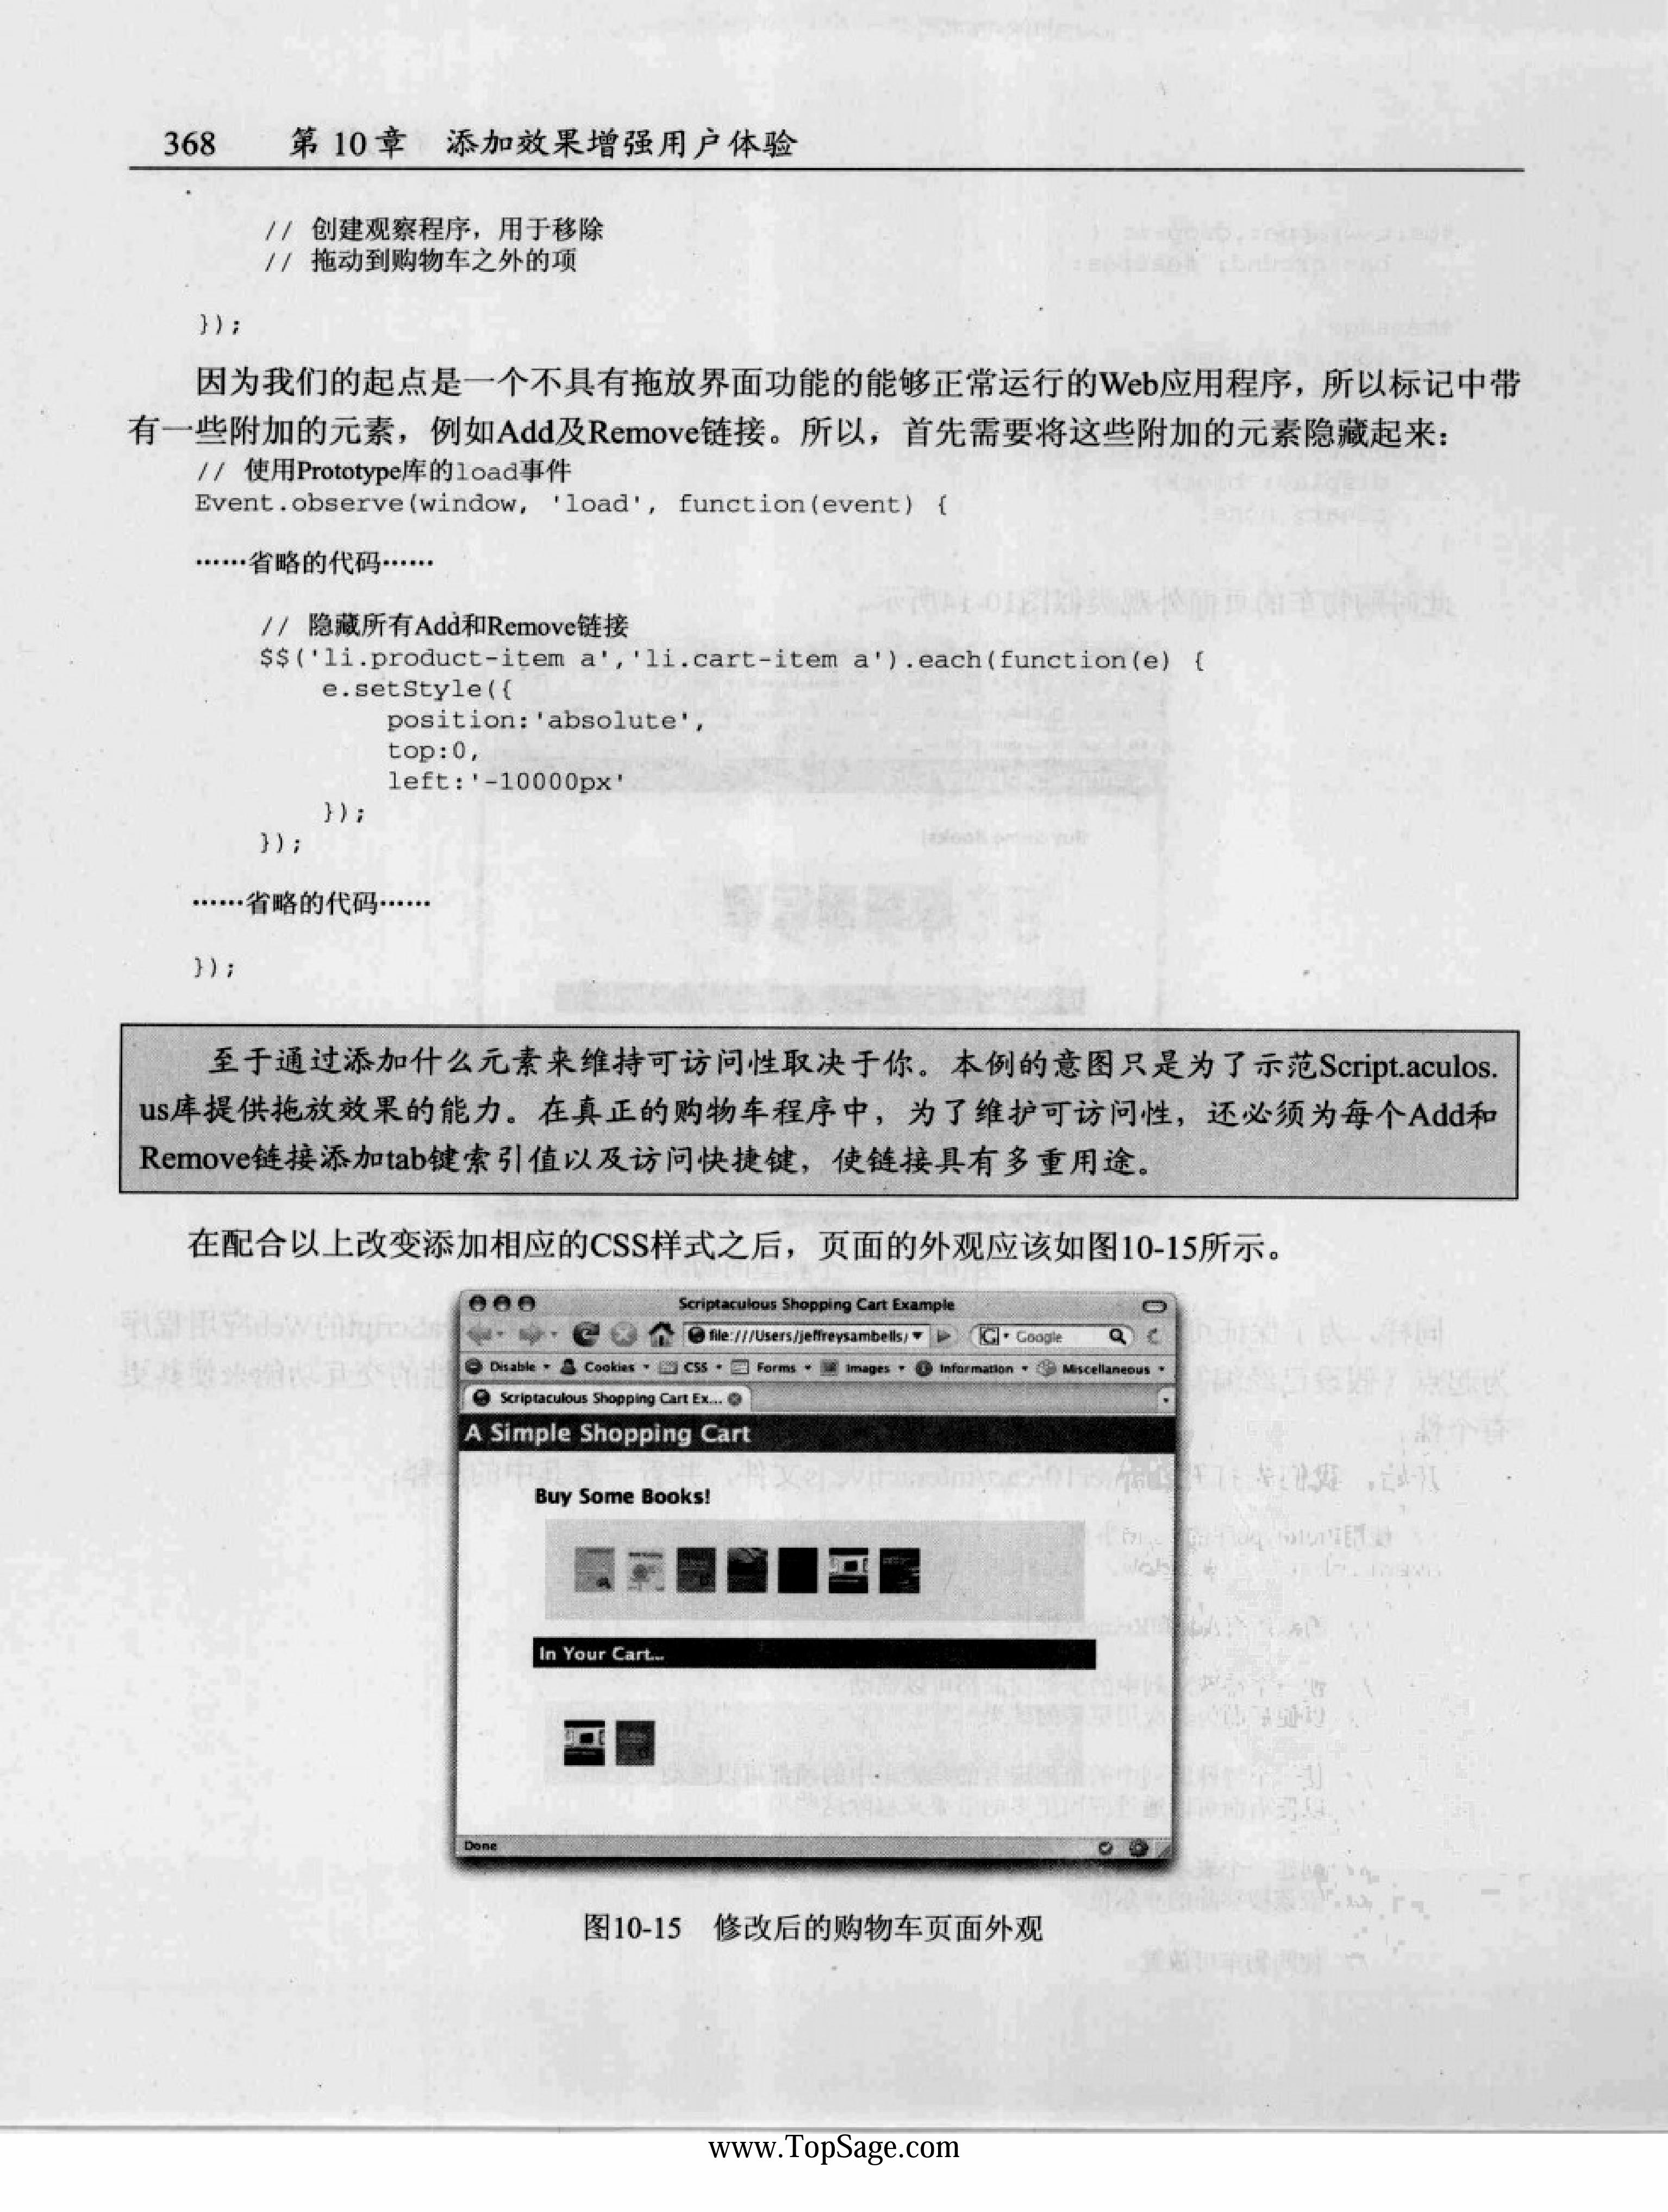 368 第 10 章 添加效果增强用户体验
// 创建观察程序，用于移除
// 拖动到购物车之外的项
});
因为我们的起点是一个不具有拖放界面功能的能够正常运行的Web应用程序，所以标记中带
有一些附加的元素，例如Add及Remove链接。所以，首先需要将这些附加的元素隐藏起来：
// 使用Prototype库的load事件
Event.observe(window, 'load', function(event) {
……省略的代码……
// 隐藏所有Add和Remove链接
$$('li.product-item a','li.cart-item a').each(function(e) {
e.setStyle({
position:'absolute',
top:0,
left:'-10000px'
});
});
……省略的代码……
});
至于通过添加什么元素来维持可访问性取决于你。本例的意图只是为了示范Script.aculos.
us库提供拖放效果的能力。在真正的购物车程序中，为了维护可访问性，还必须为每个Add和
Remove链接添加tab键索引值以及访问快捷键，使链接具有多重用途。
在配合以上改变添加相应的CSS样式之后，页面的外观应该如图10-15所示。
Scriptaculous Shopping Cart Example
file:///Users/jeffreysambells/ G Google
Disable Cookies CSS Forms Images Information Miscellaneous
Scriptaculous Shopping Cart Ex...
A Simple Shopping Cart
Buy Some Books!
In Your Cart...
Done
图10-15 修改后的购物车页面外观
www.TopSage.com